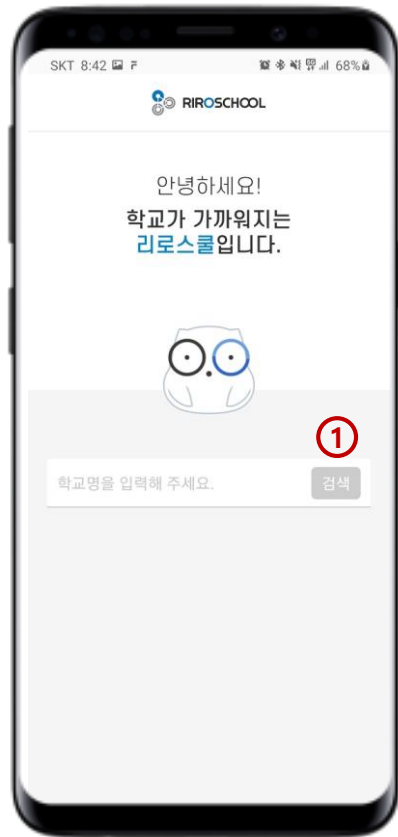 SKT 8:42
68%
RIROSCHOOL
안녕하세요!
학교가 가까워지는
리로스쿨입니다.
1
학교명을 입력해 주세요.
검색